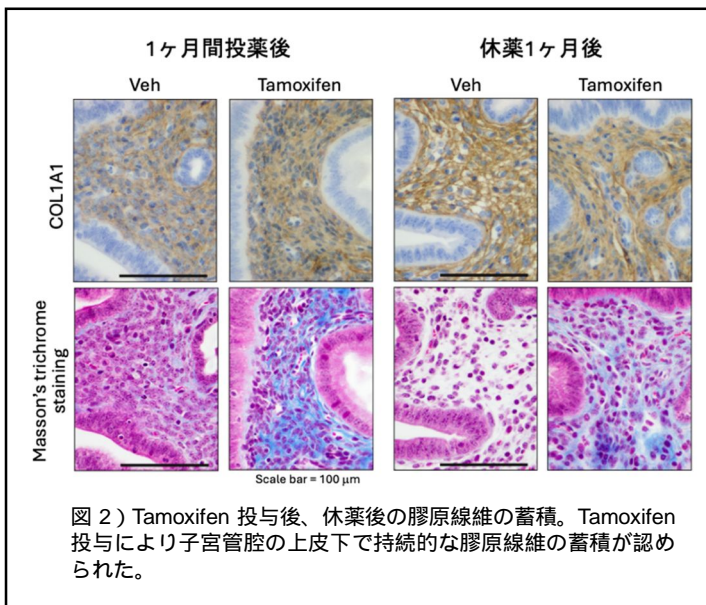 1ヶ月間投薬後 休薬1ヶ月後
Veh Tamoxifen Veh Tamoxifen
COL1A1
Masson's trichrome
staining
Scale bar = 100 μm
図 2 ) Tamoxifen 投与後、休薬後の膠原線維の蓄積。Tamoxifen
投与により子宮管腔の上皮下で持続的な膠原線維の蓄積が認め
られた。